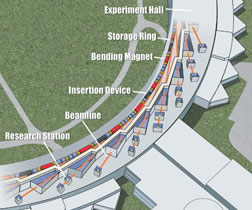 Experiment Hall
Storage Ring
Bending Magnet
Insertion Device
Beamline
Research Station